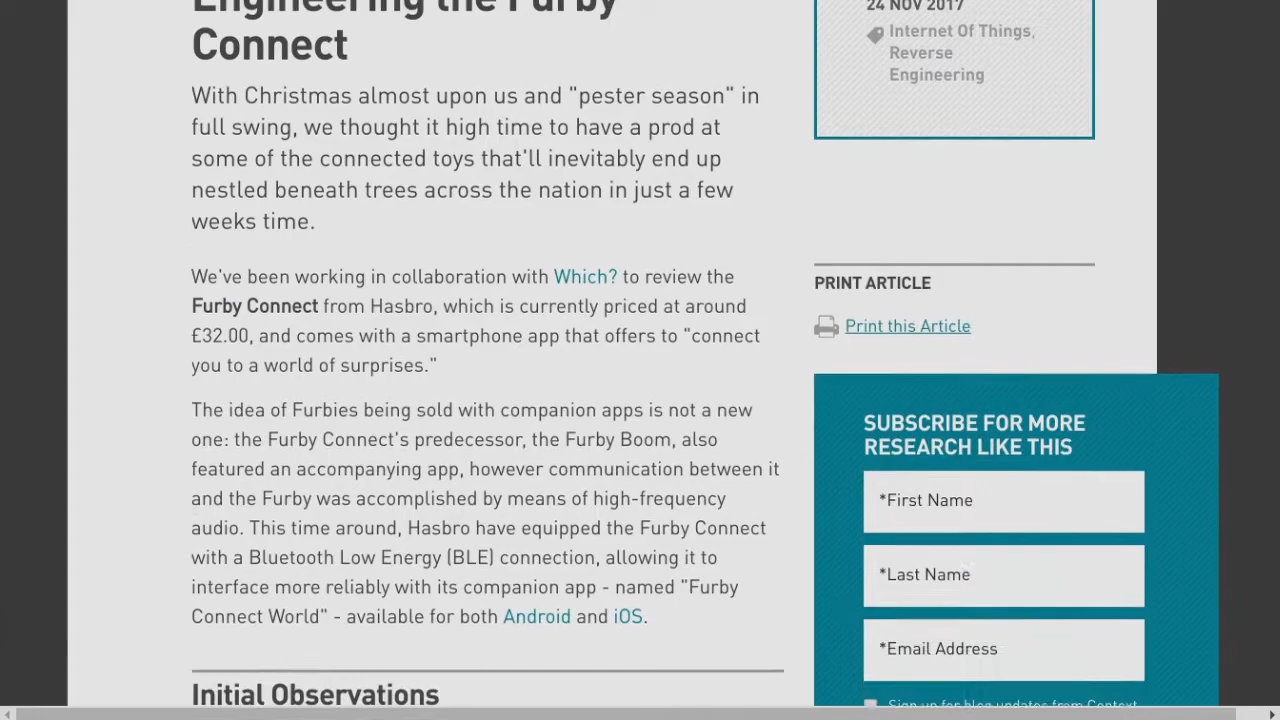 Engineering the Furby
Connect
With Christmas almost upon us and "pester season" in
full swing, we thought it high time to have a prod at
some of the connected toys that'll inevitably end up
nestled beneath trees across the nation in just a few
weeks time.
We've been working in collaboration with Which? to review the
Furby Connect from Hasbro, which is currently priced at around
£32.00, and comes with a smartphone app that offers to "connect
you to a world of surprises."
The idea of Furbies being sold with companion apps is not a new
one: the Furby Connect's predecessor, the Furby Boom, also
featured an accompanying app, however communication between it
and the Furby was accomplished by means of high-frequency
audio. This time around, Hasbro have equipped the Furby Connect
with a Bluetooth Low Energy (BLE) connection, allowing it to
interface more reliably with its companion app - named "Furby
Connect World" - available for both Android and iOS.
Initial Observations
24 NOV 2017
Internet Of Things,
Reverse
Engineering
PRINT ARTICLE
Print this Article
SUBSCRIBE FOR MORE
RESEARCH LIKE THIS
*First Name
*Last Name
*Email Address
Sign up for blog updates from Context